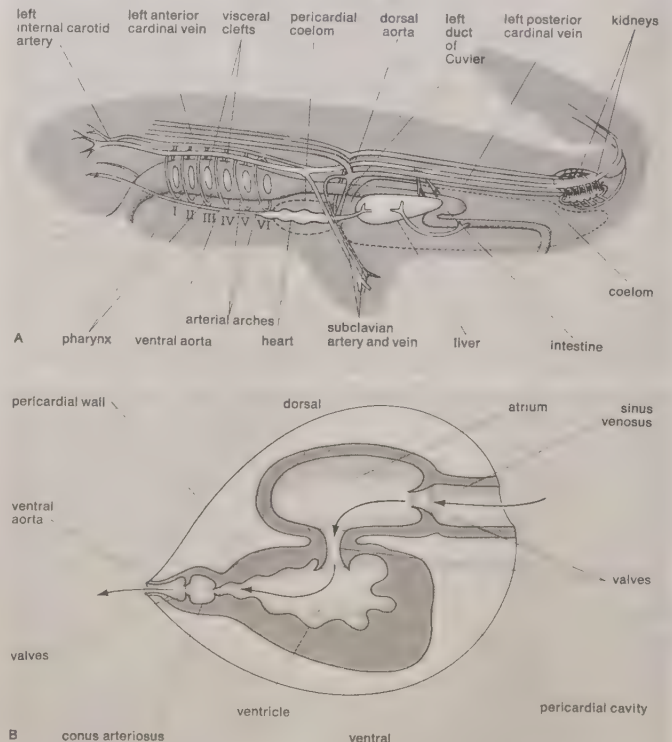 left
internal carotid
artery
left anterior
cardinal vein
visceral
clefts
pericardial
coelom
dorsal
aorta
left
duct
of
Cuvier
left posterior
cardinal vein
kidneys
I II III IV V VI
coelom
arterial arches
subclavian
artery and vein
A pharynx ventral aorta heart liver intestine
pericardial wall
dorsal
atrium
sinus
venosus
ventral
aorta
valves
valves
ventricle
pericardial cavity
B conus arteriosus ventral